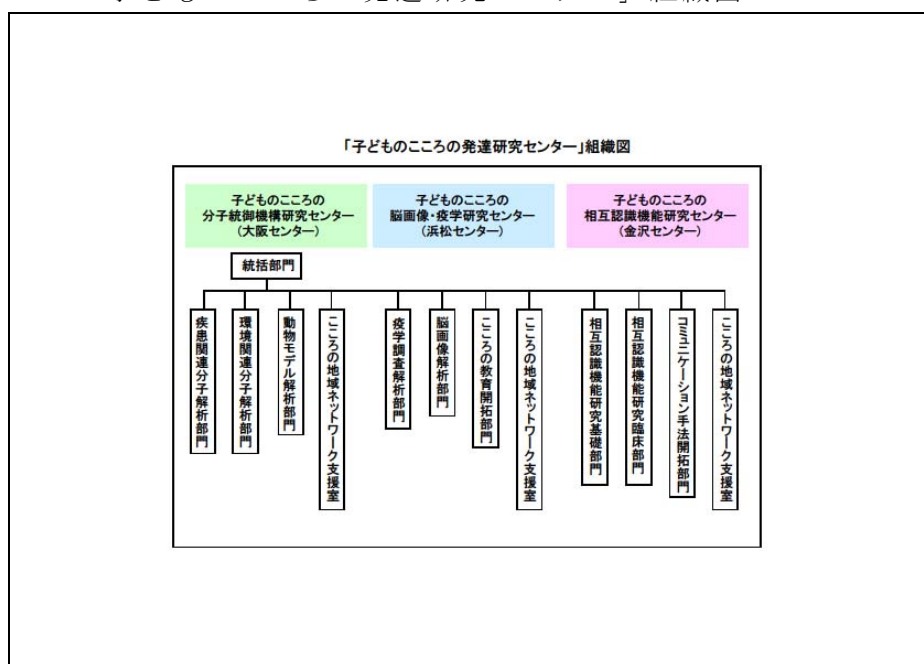 「子どものこころの発達研究センター」組織図
子どものこころの
分子統御機構研究センター
(大阪センター)
子どものこころの
脳画像・疫学研究センター
(浜松センター)
子どものこころの
相互認識機能研究センター
(金沢センター)
統括部門
疾患関連分子解析部門
環境関連分子解析部門
動物モデル解析部門
こころの地域ネットワーク支援室
疫学調査解析部門
脳画像解析部門
こころの教育開拓部門
こころの地域ネットワーク支援室
相互認識機能研究基礎部門
相互認識機能研究臨床部門
コミュニケーション手法開拓部門
こころの地域ネットワーク支援室